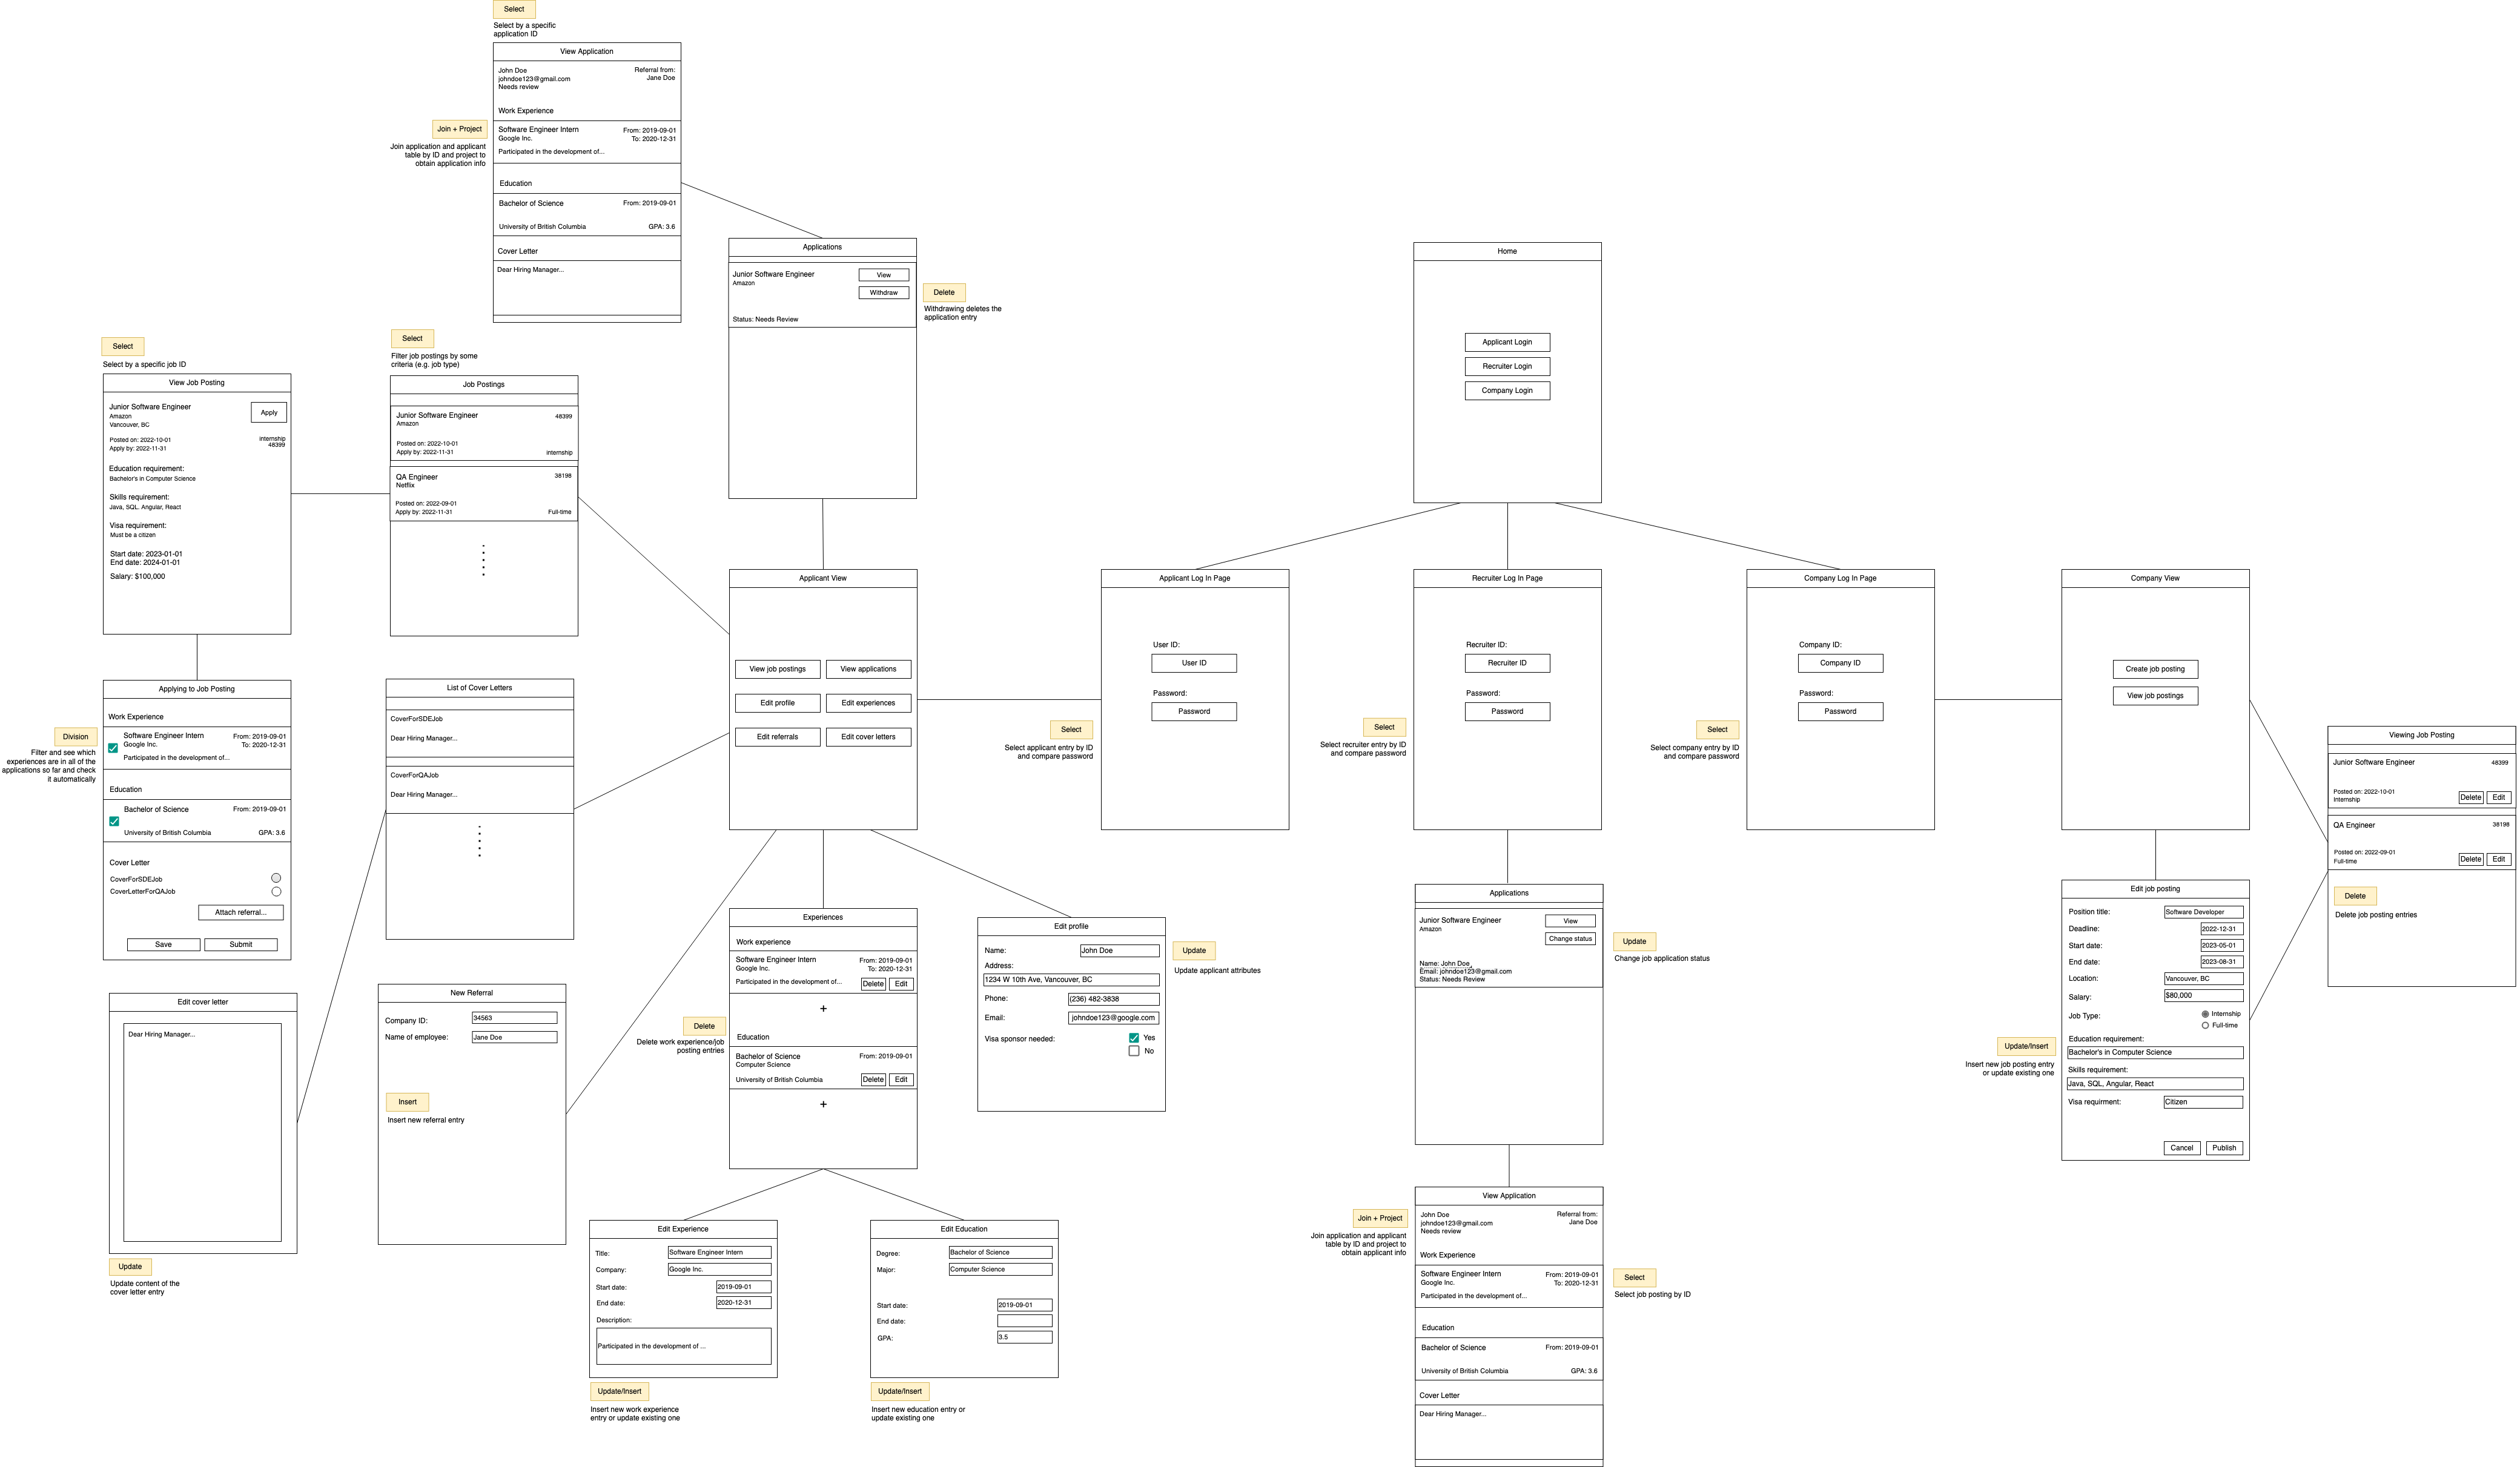 Select
Select by a specific
application ID
View Application
John Doe
johndoe123@gmail.com
Needs review
Referral from:
Jane Doe
Work Experience
Join + Project
Join application and applicant
table by ID and project to
obtain application info
Software Engineer Intern
Google Inc.
From: 2019-09-01
To: 2020-12-31
Participated in the development of...
Education
Bachelor of Science
From: 2019-09-01
University of British Columbia
GPA: 3.6
Cover Letter
Dear Hiring Manager...
Applications
Junior Software Engineer
Amazon
View
Withdraw
Status: Needs Review
Delete
Withdrawing deletes the
application entry
Home
Applicant Login
Recruiter Login
Company Login
Select
Select by a specific job ID
View Job Posting
Junior Software Engineer
Amazon
Vancouver, BC
Apply
Posted on: 2022-10-01
Apply by: 2022-11-31
internship
48399
Education requirement:
Bachelor's in Computer Science
Skills requirement:
Java, SQL. Angular, React
Visa requirement:
Must be a citizen
Start date: 2023-01-01
End date: 2024-01-01
Salary: $100,000
Select
Filter job postings by some
criteria (e.g. job type)
Job Postings
Junior Software Engineer
Amazon
48399
Posted on: 2022-10-01
Apply by: 2022-11-31
internship
QA Engineer
Netflix
38198
Posted on: 2022-09-01
Apply by: 2022-11-31
Full-time
Applicant View
View job postings
View applications
Edit profile
Edit experiences
Edit referrals
Edit cover letters
Applicant Log In Page
User ID:
User ID
Password:
Password
Select
Select applicant entry by ID
and compare password
Recruiter Log In Page
Recruiter ID:
Recruiter ID
Password:
Password
Select
Select recruiter entry by ID
and compare password
Company Log In Page
Company ID:
Company ID
Password:
Password
Select
Select company entry by ID
and compare password
Company View
Create job posting
View job postings
Viewing Job Posting
Junior Software Engineer
48399
Posted on: 2022-10-01
Internship
Delete
Edit
QA Engineer
38198
Posted on: 2022-09-01
Full-time
Delete
Edit
Delete
Delete job posting entries
Applying to Job Posting
Work Experience
Division
Filter and see which
experiences are in all of the
applications so far and check
it automatically
Software Engineer Intern
Google Inc.
From: 2019-09-01
To: 2020-12-31
Participated in the development of...
Education
Bachelor of Science
From: 2019-09-01
University of British Columbia
GPA: 3.6
Cover Letter
CoverForSDEJob
CoverLetterForQAJob
Attach referral...
Save
Submit
List of Cover Letters
CoverForSDEJob
Dear Hiring Manager...
CoverForQAJob
Dear Hiring Manager...
Edit cover letter
Dear Hiring Manager...
Update
Update content of the
cover letter entry
New Referral
Company ID:
34563
Name of employee:
Jane Doe
Insert
Insert new referral entry
Experiences
Work experience
Software Engineer Intern
Google Inc.
From: 2019-09-01
To: 2020-12-31
Participated in the development of...
Delete
Edit
+
Delete
Delete work experience/job
posting entries
Education
Bachelor of Science
Computer Science
From: 2019-09-01
University of British Columbia
Delete
Edit
+
Edit profile
Name:
John Doe
Address:
1234 W 10th Ave, Vancouver, BC
Phone:
(236) 482-3838
Email:
johndoe123@google.com
Visa sponsor needed:
Yes
No
Update
Update applicant attributes
Applications
Junior Software Engineer
Amazon
View
Change status
Name: John Doe,
Email: johndoe123@gmail.com
Status: Needs Review
Update
Change job application status
Edit job posting
Position title:
Software Developer
Deadline:
2022-12-31
Start date:
2023-05-01
End date:
2023-08-31
Location:
Vancouver, BC
Salary:
$80,000
Job Type:
Internship
Full-time
Education requirement:
Bachelor's in Computer Science
Skills requirement:
Java, SQL, Angular, React
Visa requirment:
Citizen
Cancel
Publish
Update/Insert
Insert new job posting entry
or update existing one
Edit Experience
Title:
Software Engineer Intern
Company:
Google Inc.
Start date:
2019-09-01
End date:
2020-12-31
Description:
Participated in the development of ...
Update/Insert
Insert new work experience
entry or update existing one
Edit Education
Degree:
Bachelor of Science
Major:
Computer Science
Start date:
2019-09-01
End date:
GPA:
3.5
Update/Insert
Insert new education entry or
update existing one
View Application
John Doe
johndoe123@gmail.com
Needs review
Referral from:
Jane Doe
Join + Project
Join application and applicant
table by ID and project to
obtain applicant info
Work Experience
Software Engineer Intern
Google Inc.
From: 2019-09-01
To: 2020-12-31
Participated in the development of...
Select
Select job posting by ID
Education
Bachelor of Science
From: 2019-09-01
University of British Columbia
GPA: 3.6
Cover Letter
Dear Hiring Manager...